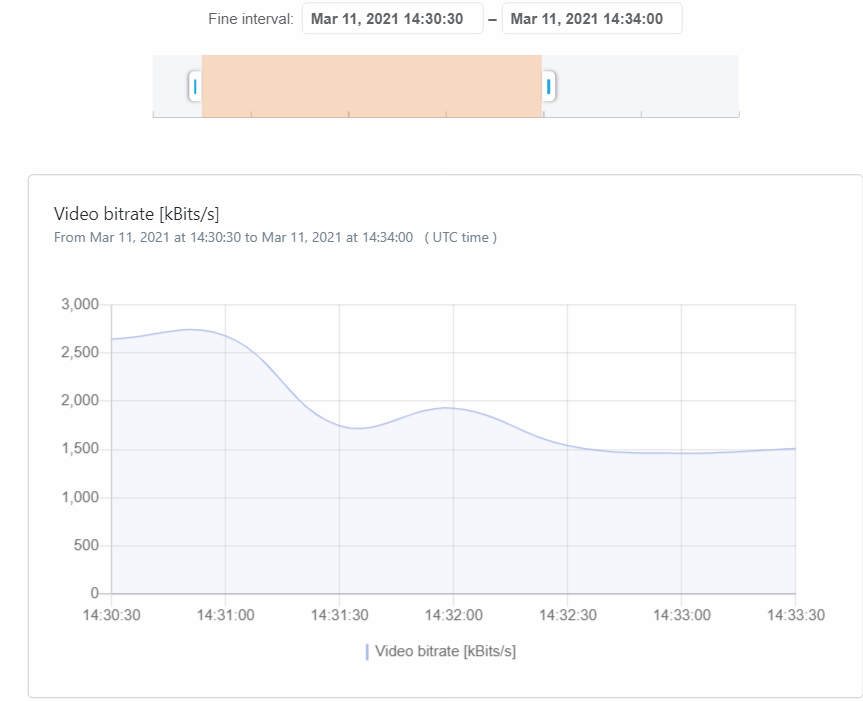 Fine interval: Mar 11, 2021 14:30:30 – Mar 11, 2021 14:34:00
Video bitrate [kBits/s]
From Mar 11, 2021 at 14:30:30 to Mar 11, 2021 at 14:34:00 ( UTC time )
3,000
2,500
2,000
1,500
1,000
500
0
14:30:30 14:31:00 14:31:30 14:32:00 14:32:30 14:33:00 14:33:30
Video bitrate [kBits/s]